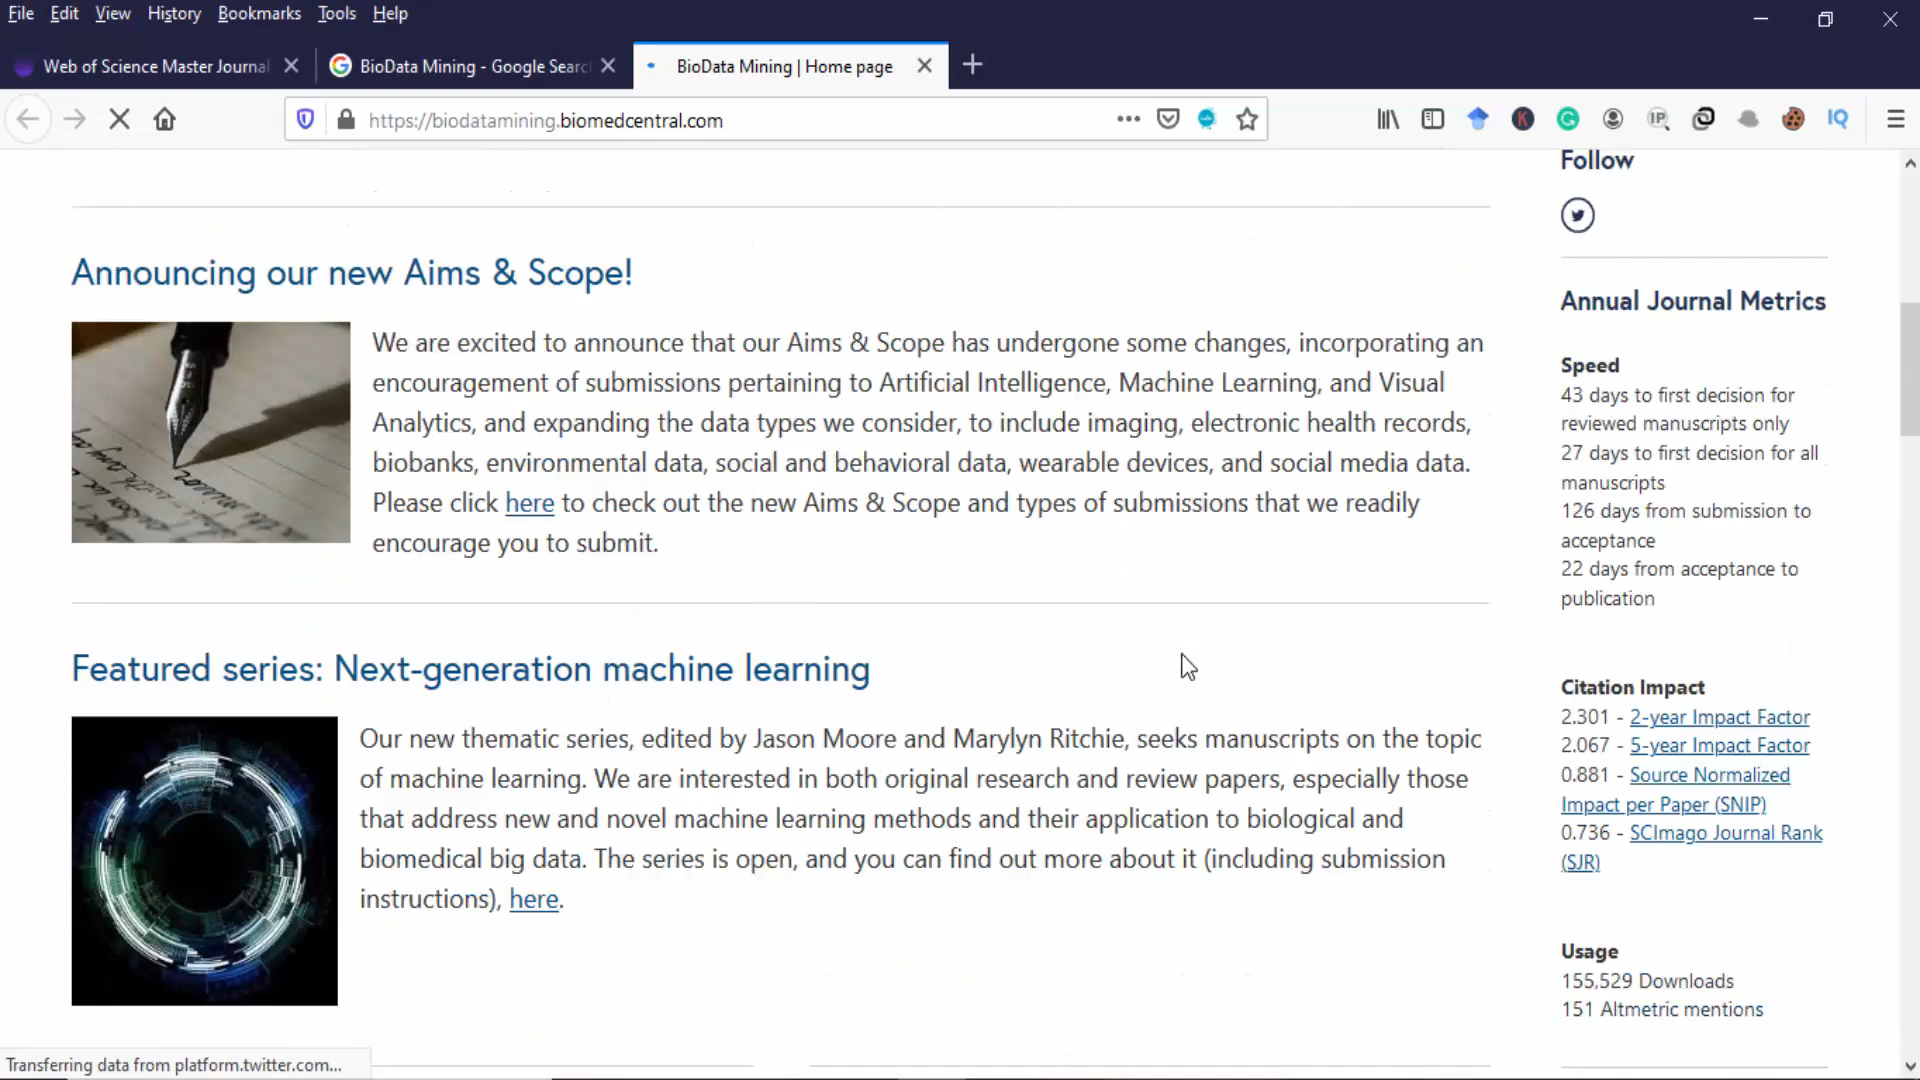 File Edit View History Bookmarks Tools Help
Web of Science Master Journal
BioData Mining - Google Searc
BioData Mining | Home page
https://biodatamining.biomedcentral.com
IP
IQ
Follow
Announcing our new Aims & Scope!
We are excited to announce that our Aims & Scope has undergone some changes, incorporating an
encouragement of submissions pertaining to Artificial Intelligence, Machine Learning, and Visual
Analytics, and expanding the data types we consider, to include imaging, electronic health records,
biobanks, environmental data, social and behavioral data, wearable devices, and social media data.
Please click here to check out the new Aims & Scope and types of submissions that we readily
encourage you to submit.
Featured series: Next-generation machine learning
Our new thematic series, edited by Jason Moore and Marylyn Ritchie, seeks manuscripts on the topic
of machine learning. We are interested in both original research and review papers, especially those
that address new and novel machine learning methods and their application to biological and
biomedical big data. The series is open, and you can find out more about it (including submission
instructions), here.
Annual Journal Metrics
Speed
43 days to first decision for
reviewed manuscripts only
27 days to first decision for all
manuscripts
126 days from submission to
acceptance
22 days from acceptance to
publication
Citation Impact
2.301 - 2-year Impact Factor
2.067 - 5-year Impact Factor
0.881 - Source Normalized
Impact per Paper (SNIP)
0.736 - SCImago Journal Rank
(SJR)
Usage
155,529 Downloads
151 Altmetric mentions
Transferring data from platform.twitter.com...